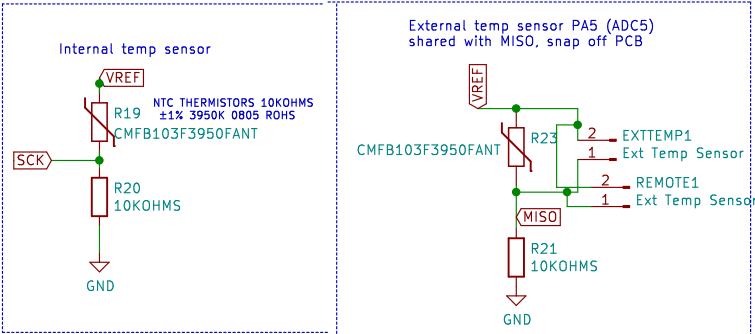 Internal temp sensor
VREF
R19
NTC THERMISTORS 10KOHMS
±1% 3950K 0805 ROHS
CMFB103F3950FANT
SCK
R20
10KOHMS
GND
External temp sensor PA5 (ADC5)
shared with MISO, snap off PCB
VREF
R23
CMFB103F3950FANT
2
EXTTEMP1
1
Ext Temp Sensor
2
REMOTE1
1
Ext Temp Sensor
MISO
R21
10KOHMS
GND